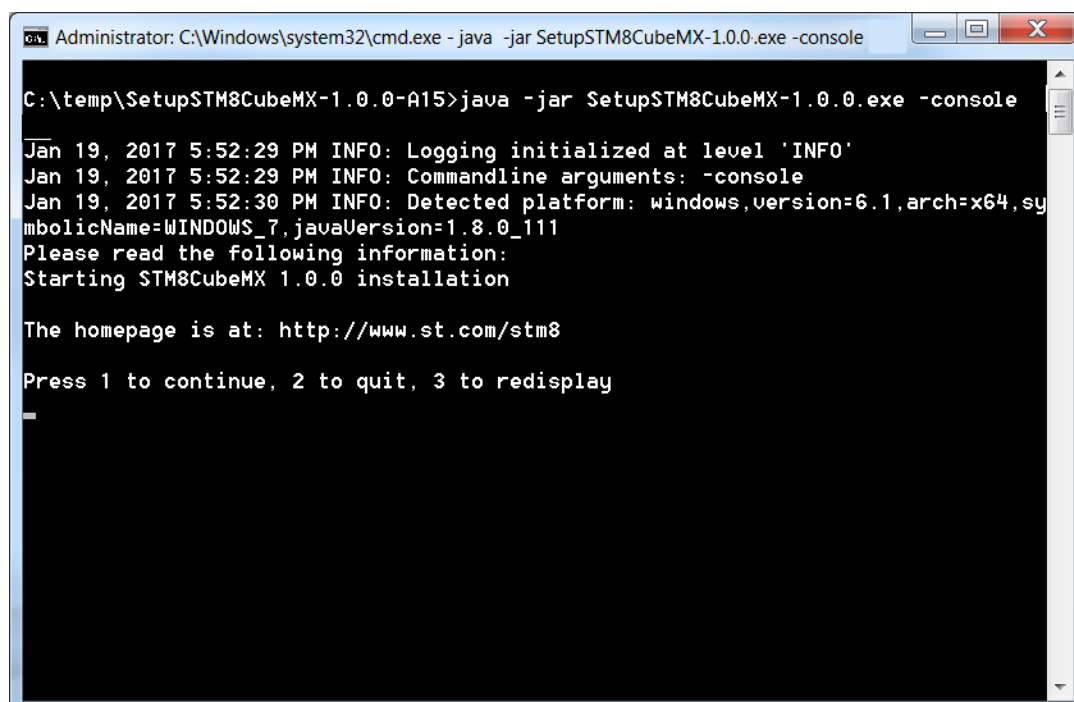 Administrator: C:\Windows\system32\cmd.exe - java -jar SetupSTM8CubeMX-1.0.0.exe -console
C:\temp\SetupSTM8CubeMX-1.0.0-A15>java -jar SetupSTM8CubeMX-1.0.0.exe -console
Jan 19, 2017 5:52:29 PM INFO: Logging initialized at level 'INFO'
Jan 19, 2017 5:52:29 PM INFO: Commandline arguments: -console
Jan 19, 2017 5:52:30 PM INFO: Detected platform: windows,version=6.1,arch=x64,sy
mbolicName=WINDOWS_7,javaVersion=1.8.0_111
Please read the following information:
Starting STM8CubeMX 1.0.0 installation
The homepage is at: http://www.st.com/stm8
Press 1 to continue, 2 to quit, 3 to redisplay